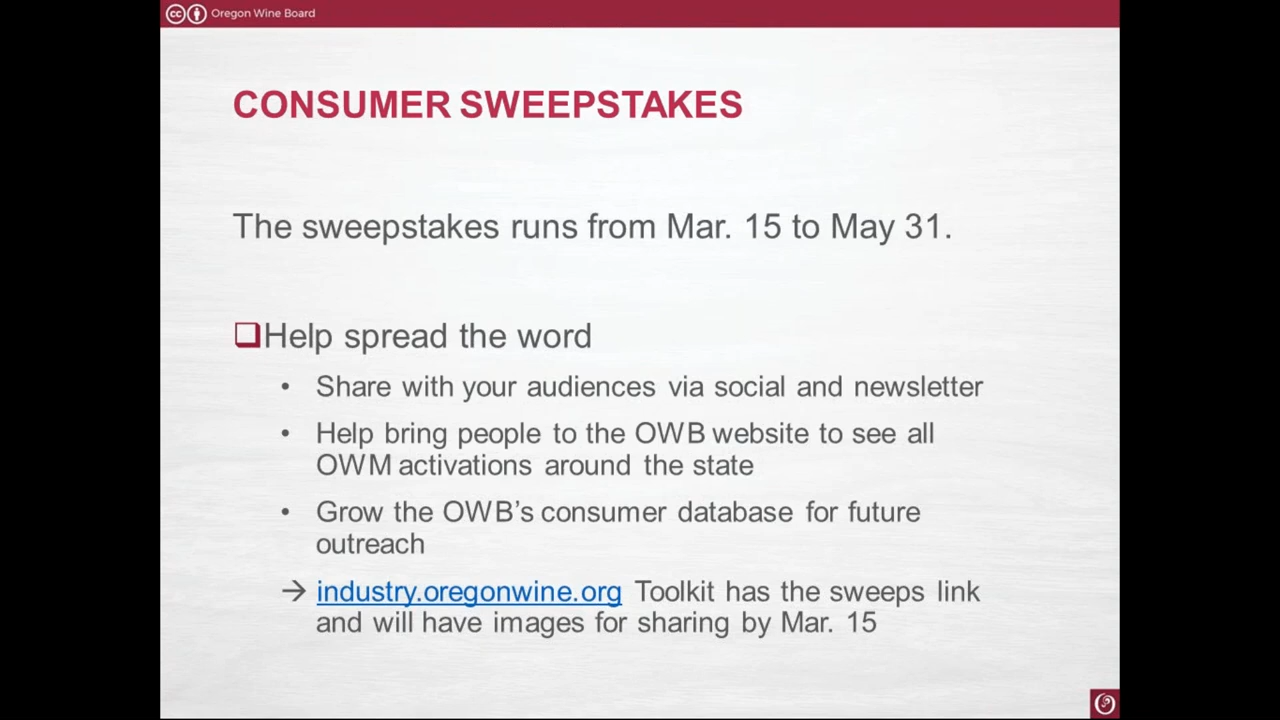 Oregon Wine Board
CONSUMER SWEEPSTAKES
The sweepstakes runs from Mar. 15 to May 31.
Help spread the word
• Share with your audiences via social and newsletter
• Help bring people to the OWB website to see all
OWM activations around the state
• Grow the OWB’s consumer database for future
outreach
→ industry.oregonwine.org Toolkit has the sweeps link
and will have images for sharing by Mar. 15